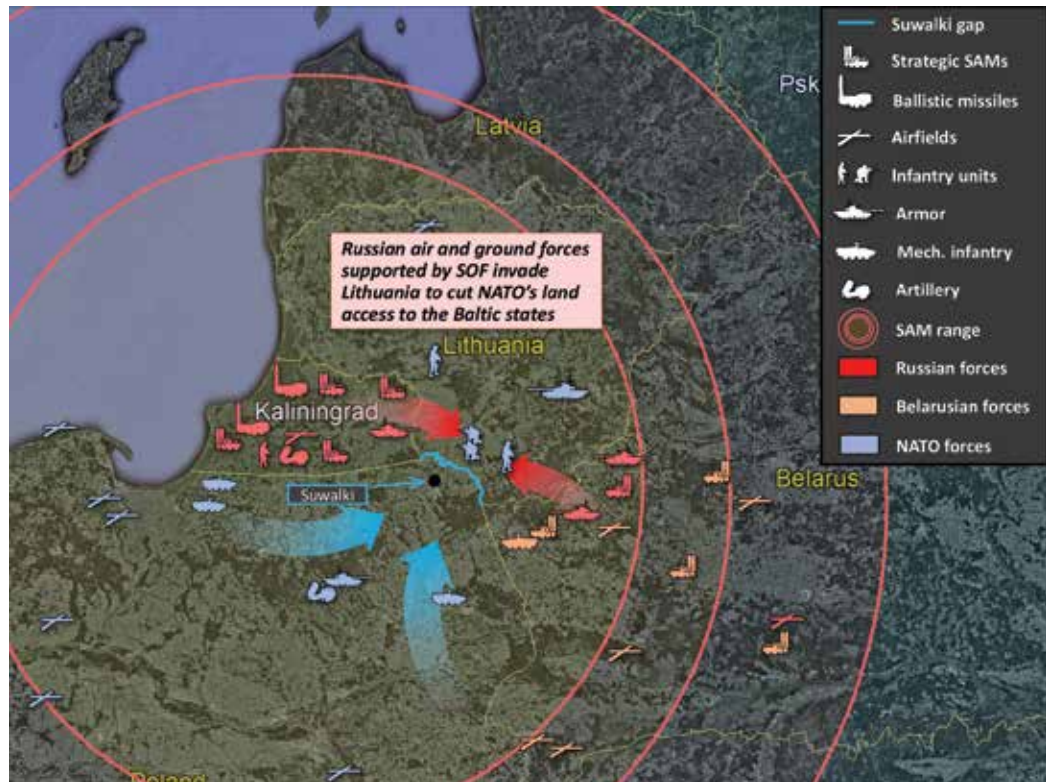 Suwalki gap
Strategic SAMs
Ballistic missiles
Airfields
Infantry units
Armor
Mech. infantry
Artillery
SAM range
Russian forces
Belarusian forces
NATO forces
Psk
Latvia
Russian air and ground forces
supported by SOF invade
Lithuania to cut NATO's land
access to the Baltic states
Lithuania
Kaliningrad
Belarus
Suwalki
Poland